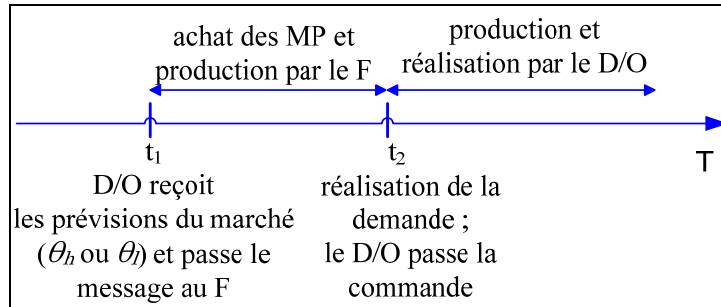 achat des MP et
production par le F
production et
réalisation par le D/O
t₁
t₂
T
D/O reçoit
les prévisions du marché
(θₕ ou θₗ) et passe le
message au F
réalisation de la
demande ;
le D/O passe la
commande